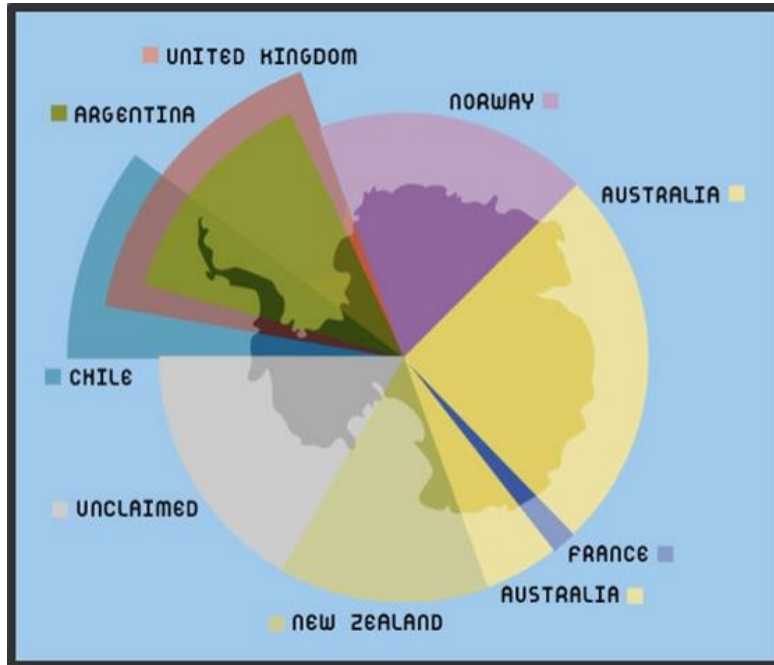 UNITED KINGDOM
NORWAY
ARGENTINA
AUSTRALIA
CHILE
UNCLAIMED
FRANCE
AUSTRALIA
NEW ZEALAND